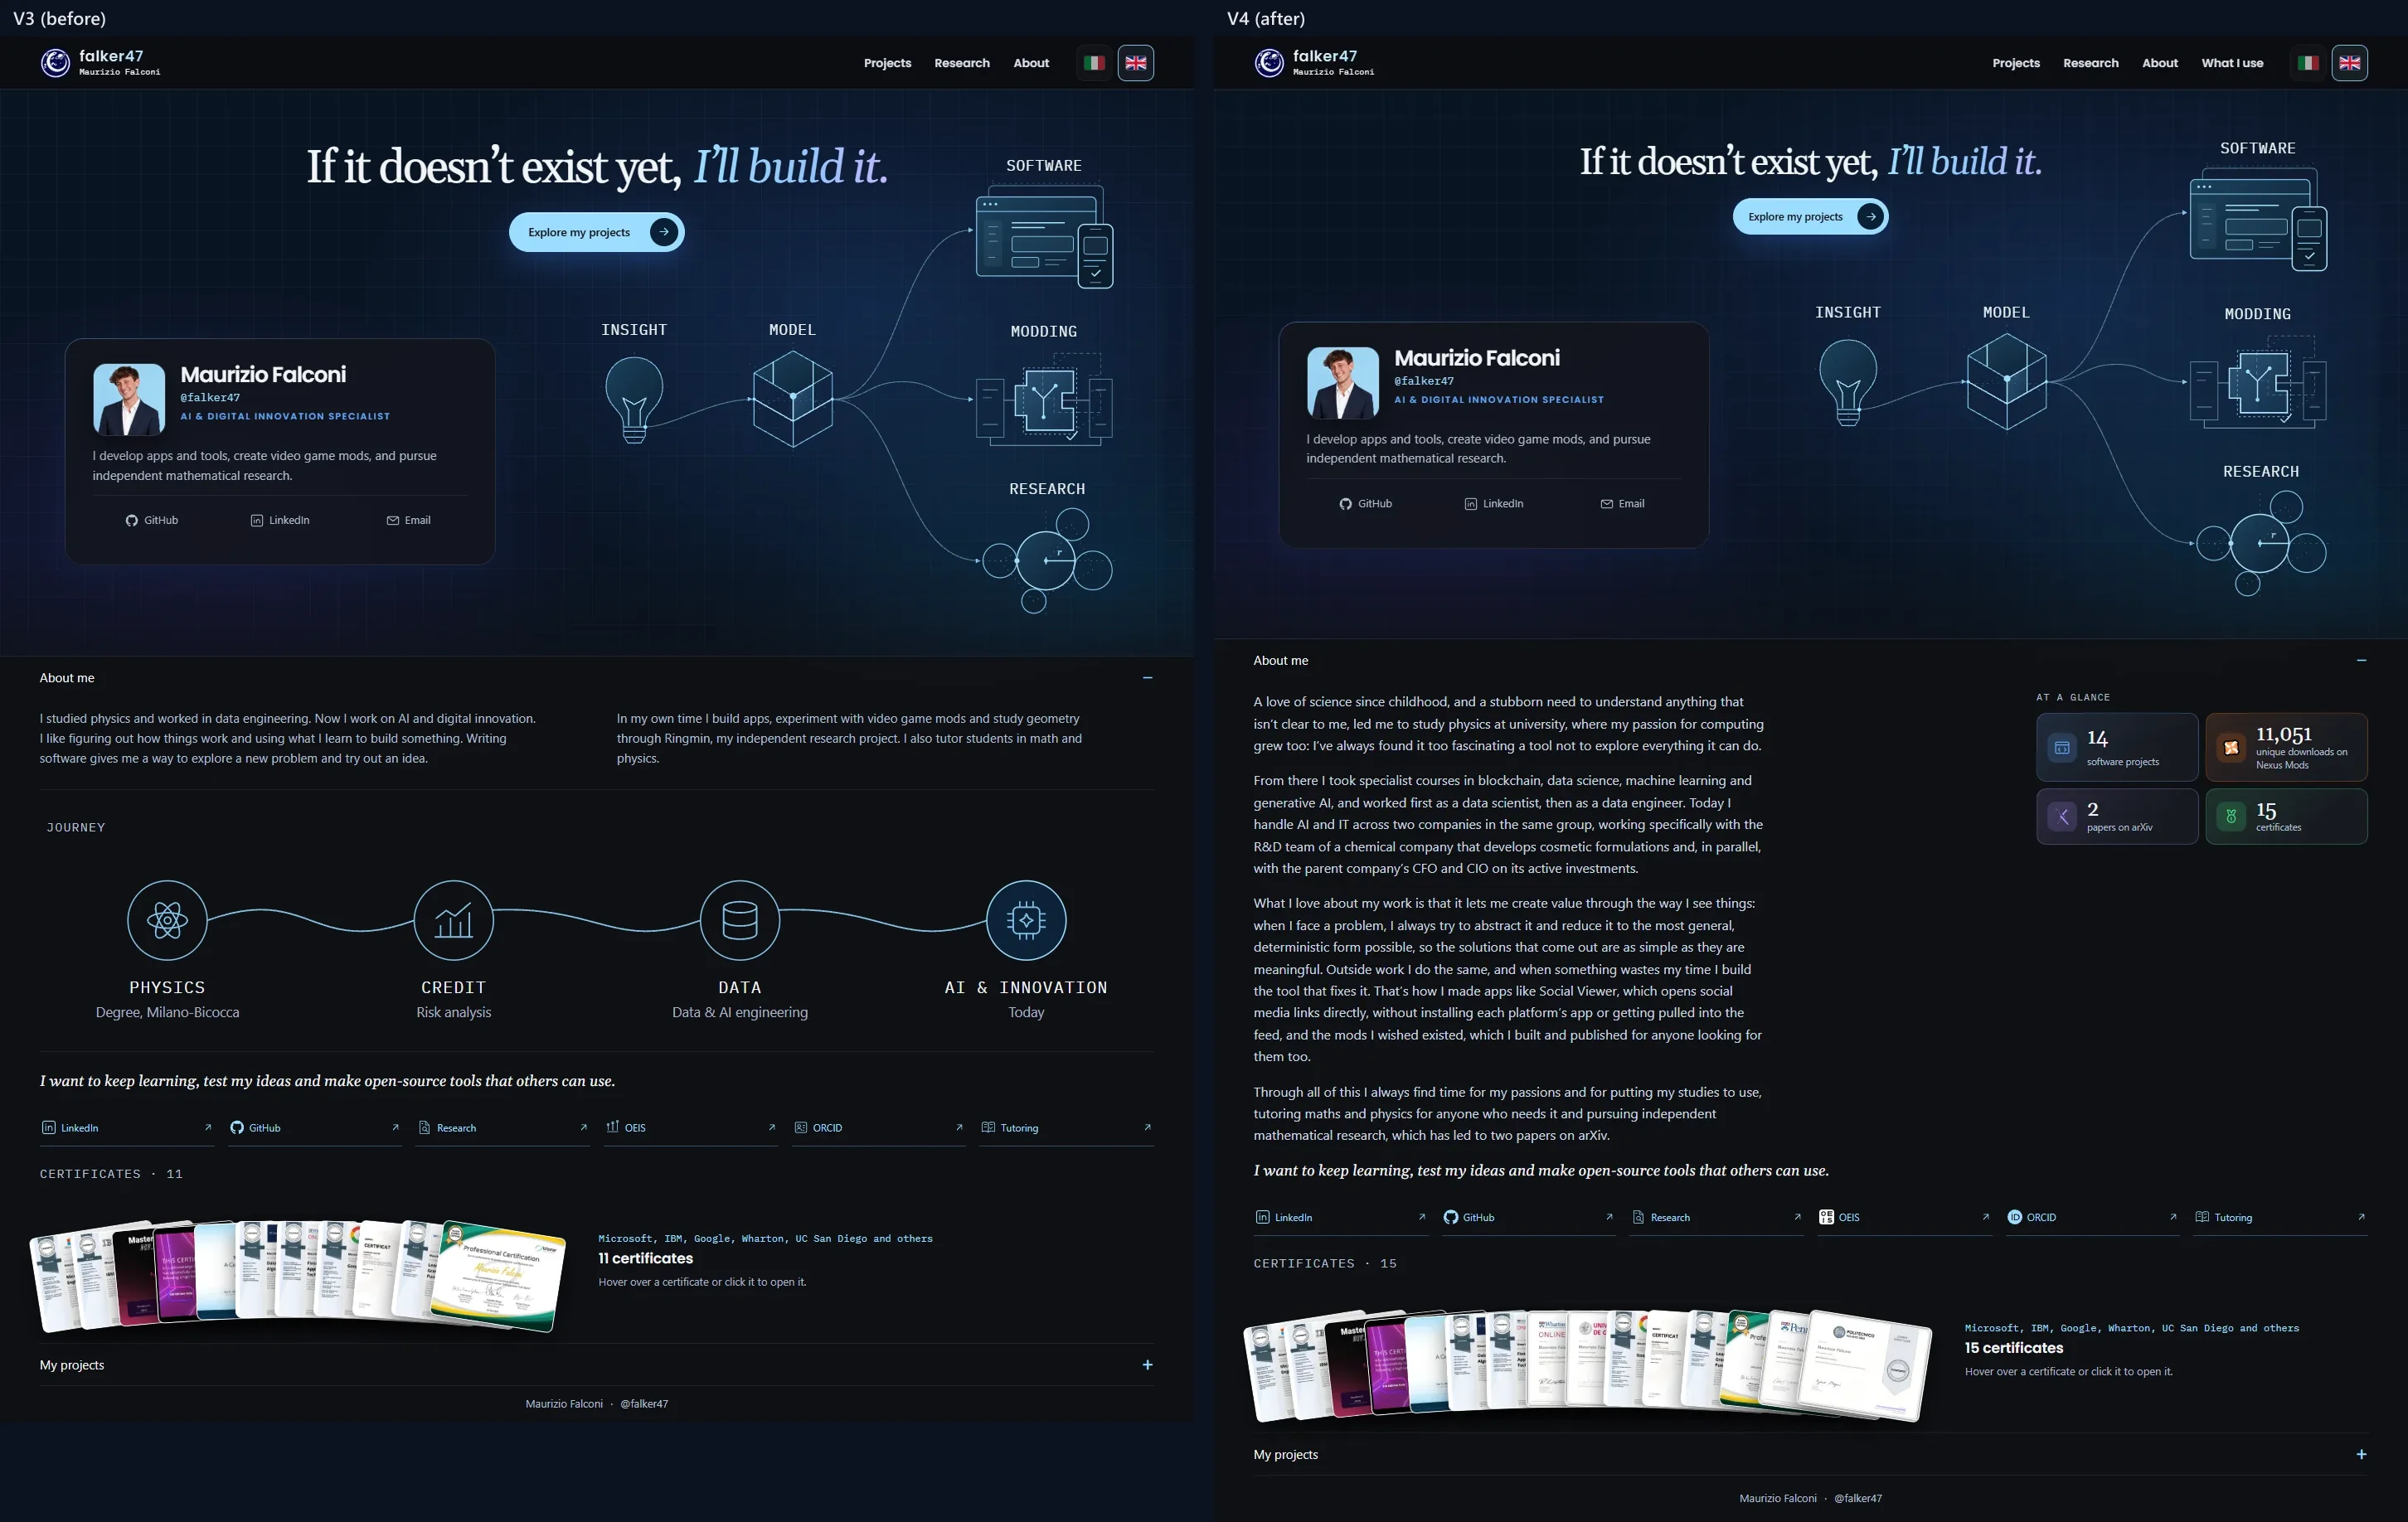 V3 (before)
falker47
Maurizio Falconi
Projects
Research
About
If it doesn’t exist yet, I’ll build it.
Explore my projects
SOFTWARE
INSIGHT
MODEL
MODDING
RESEARCH
r
Maurizio Falconi
@falker47
AI & DIGITAL INNOVATION SPECIALIST
I develop apps and tools, create video game mods, and pursue
independent mathematical research.
GitHub
LinkedIn
Email
About me
I studied physics and worked in data engineering. Now I work on AI and digital innovation.
I like figuring out how things work and using what I learn to build something. Writing
software gives me a way to explore a new problem and try out an idea.
In my own time I build apps, experiment with video game mods and study geometry
through Ringmin, my independent research project. I also tutor students in math and
physics.
JOURNEY
PHYSICS
Degree, Milano-Bicocca
CREDIT
Risk analysis
DATA
Data & AI engineering
AI & INNOVATION
Today
I want to keep learning, test my ideas and make open-source tools that others can use.
LinkedIn
GitHub
Research
OEIS
ORCID
Tutoring
CERTIFICATES · 11
Professional Certification
Maurizio Falconi
Microsoft, IBM, Google, Wharton, UC San Diego and others
11 certificates
Hover over a certificate or click it to open it.
My projects
Maurizio Falconi · @falker47
V4 (after)
falker47
Maurizio Falconi
Projects
Research
About
What I use
If it doesn’t exist yet, I’ll build it.
Explore my projects
SOFTWARE
INSIGHT
MODEL
MODDING
RESEARCH
r
Maurizio Falconi
@falker47
AI & DIGITAL INNOVATION SPECIALIST
I develop apps and tools, create video game mods, and pursue
independent mathematical research.
GitHub
LinkedIn
Email
About me
A love of science since childhood, and a stubborn need to understand anything that
isn’t clear to me, led me to study physics at university, where my passion for computing
grew too: I’ve always found it too fascinating a tool not to explore everything it can do.
From there I took specialist courses in blockchain, data science, machine learning and
generative AI, and worked first as a data scientist, then as a data engineer. Today I
handle AI and IT across two companies in the same group, working specifically with the
R&D team of a chemical company that develops cosmetic formulations and, in parallel,
with the parent company’s CFO and CIO on its active investments.
What I love about my work is that it lets me create value through the way I see things:
when I face a problem, I always try to abstract it and reduce it to the most general,
deterministic form possible, so the solutions that come out are as simple as they are
meaningful. Outside work I do the same, and when something wastes my time I build
the tool that fixes it. That’s how I made apps like Social Viewer, which opens social
media links directly, without installing each platform’s app or getting pulled into the
feed, and the mods I wished existed, which I built and published for anyone looking for
them too.
Through all of this I always find time for my passions and for putting my studies to use,
tutoring maths and physics for anyone who needs it and pursuing independent
mathematical research, which has led to two papers on arXiv.
AT A GLANCE
14
software projects
11,051
unique downloads on
Nexus Mods
2
papers on arXiv
15
certificates
I want to keep learning, test my ideas and make open-source tools that others can use.
LinkedIn
GitHub
Research
OEIS
ORCID
Tutoring
CERTIFICATES · 15
Microsoft, IBM, Google, Wharton, UC San Diego and others
15 certificates
Hover over a certificate or click it to open it.
My projects
Maurizio Falconi · @falker47